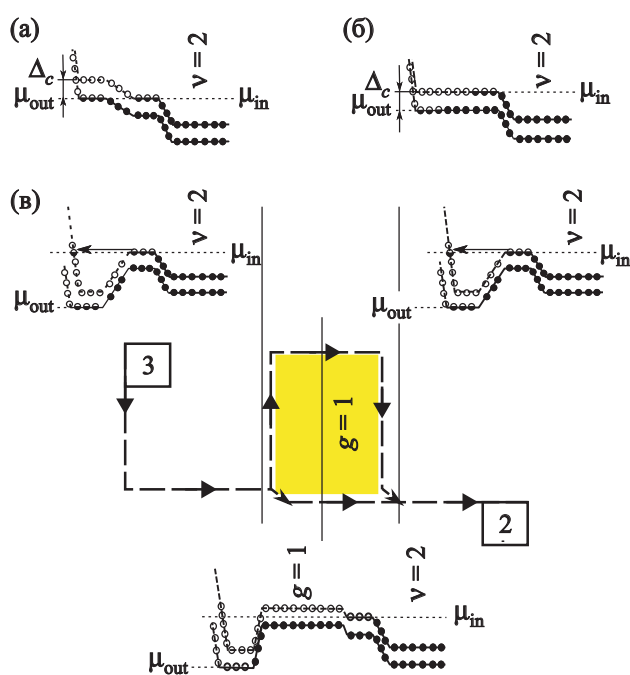 (а)
ν = 2
Δc
μout
μin
(б)
ν = 2
Δc
μout
μin
(в)
ν = 2
μin
μout
ν = 2
μin
μout
3
g = 1
2
g = 1
ν = 2
μin
μout